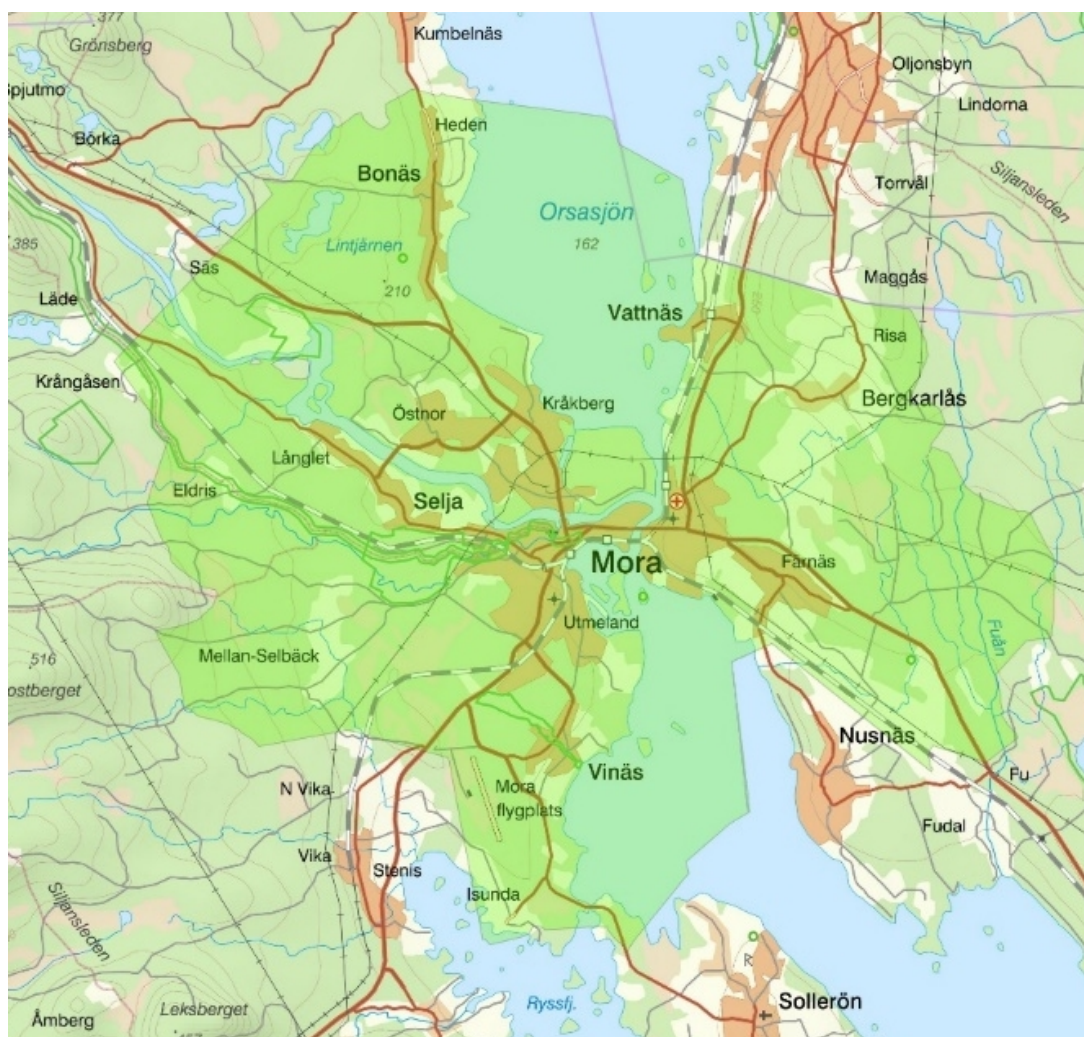 377
Grönsberg
Kumbelnäs
Oljonsbyn
Lindorna
Spjutmo
Börka
Heden
Bonäs
Torrvål
Siljansleden
Orsasjön
162
Lintjärnen
385
Säs
210
Maggås
Läde
Vattnäs
Risa
Krångåsen
Bergkarlås
Östnor
Kråkberg
Långlet
Eldris
Selja
Mora
Färnäs
Utmeland
Fuån
Mellan-Selbäck
516
Nusnäs
Vinäs
Fu
N Vika
Mora
flygplats
Fudal
Vika
Stenis
Isunda
Siljansleden
Ryssfj.
Sollerön
Leksberget
Åmberg